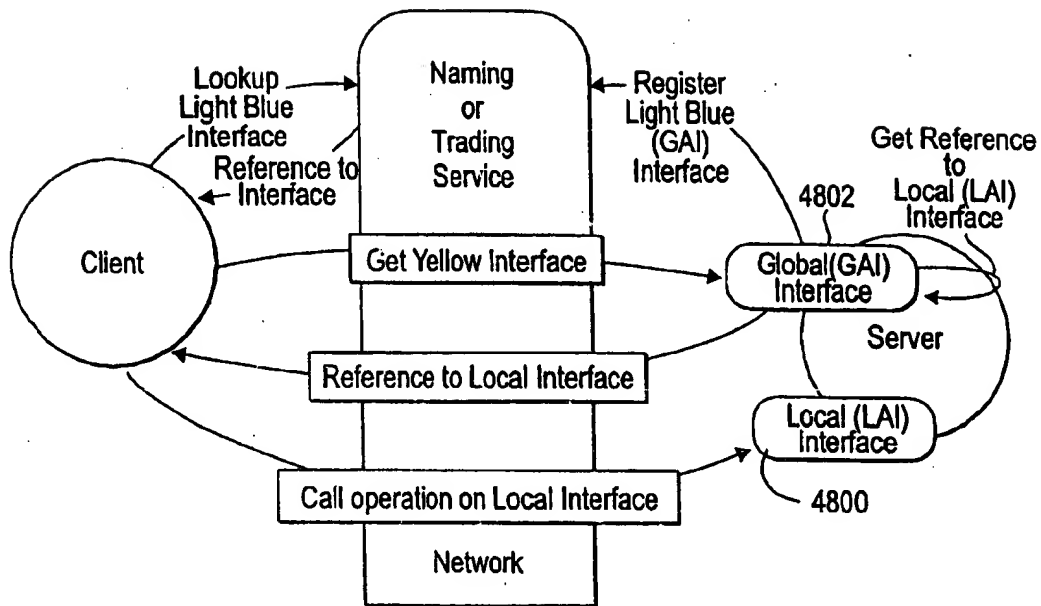 Lookup
Light Blue
Interface
Reference to
Interface
Naming
or
Trading
Service
Register
Light Blue
(GAI)
Interface
Get Reference
to
Local (LAI)
Interface
4802
Client
Get Yellow Interface
Global(GAI)
Interface
Server
Reference to Local Interface
Local (LAI)
Interface
Call operation on Local Interface
4800
Network